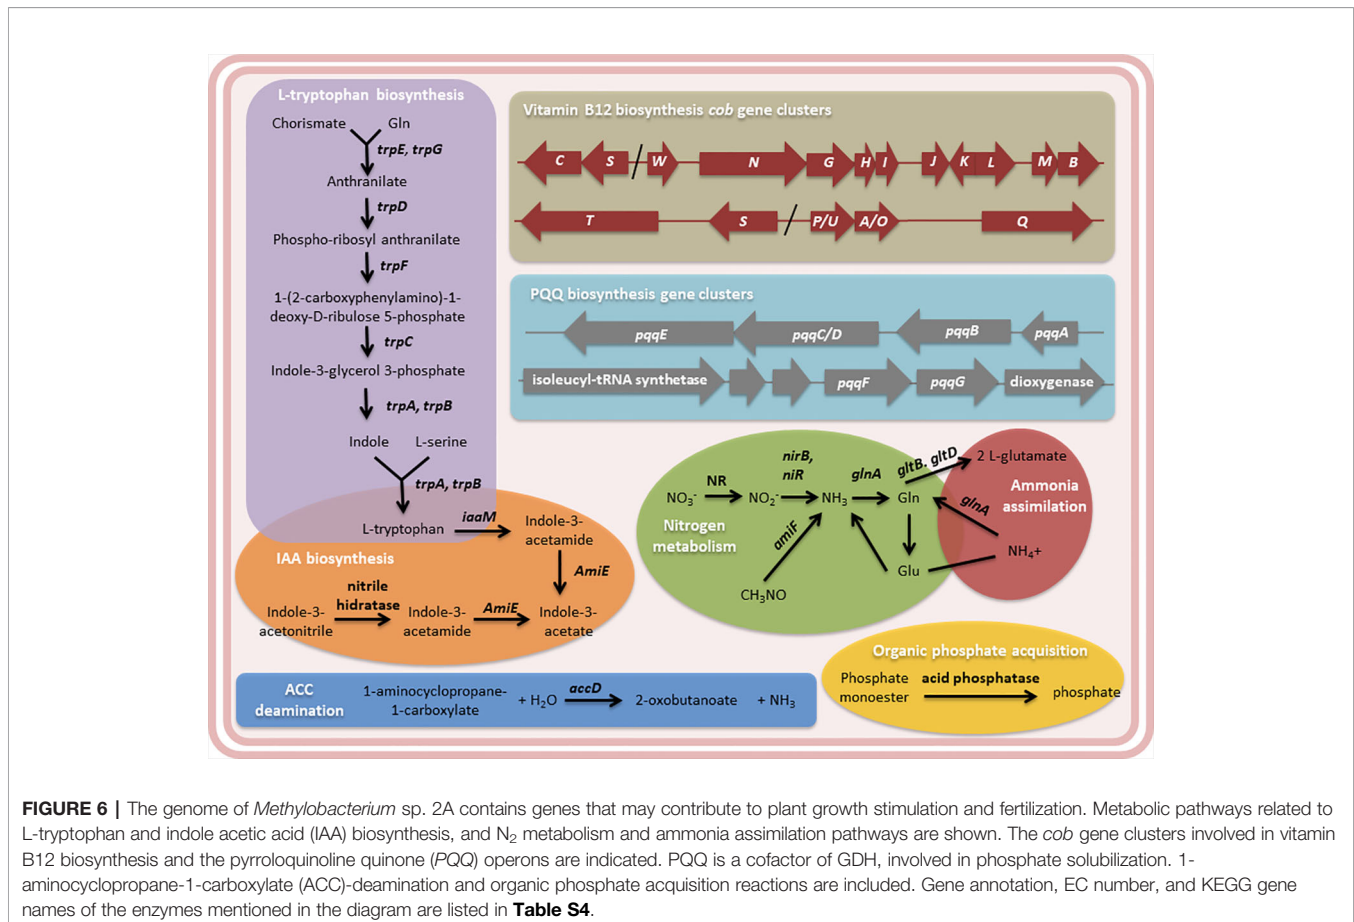 L-tryptophan biosynthesis
Chorismate Gln
trpE, trpG
Anthranilate
trpD
Phospho-ribosyl anthranilate
trpF
1-(2-carboxyphenylamino)-1-
deoxy-D-ribulose 5-phosphate
trpC
Indole-3-glycerol 3-phosphate
trpA, trpB
Indole L-serine
trpA, trpB
L-tryptophan
iaaM
Indole-3-
acetamide
IAA biosynthesis
AmiE
nitrile
hidratase
Indole-3-
acetonitrile
Indole-3-
acetamide
AmiE
Indole-3-
acetate
ACC
deamination
1-aminocyclopropane-
1-carboxylate
+ H2O
accD
2-oxobutanoate
+ NH3
Vitamin B12 biosynthesis cob gene clusters
C S / W N G H I J K L M B
T S / P/U A/O Q
PQQ biosynthesis gene clusters
pqqE pqqC/D pqqB pqqA
isoleucyl-tRNA synthetase pqqF pqqG dioxygenase
nirB,
niR
NR
glnA
gltB. gltD
2 L-glutamate
NO3- NO2- NH3 Gln
Nitrogen
metabolism
amiF
Ammonia
assimilation
glnA
NH4+
Glu
CH3NO
Organic phosphate acquisition
Phosphate
monoester
acid phosphatase
phosphate
FIGURE 6 | The genome of Methylobacterium sp. 2A contains genes that may contribute to plant growth stimulation and fertilization. Metabolic pathways related to
L-tryptophan and indole acetic acid (IAA) biosynthesis, and N2 metabolism and ammonia assimilation pathways are shown. The cob gene clusters involved in vitamin
B12 biosynthesis and the pyrroloquinoline quinone (PQQ) operons are indicated. PQQ is a cofactor of GDH, involved in phosphate solubilization. 1-
aminocyclopropane-1-carboxylate (ACC)-deamination and organic phosphate acquisition reactions are included. Gene annotation, EC number, and KEGG gene
names of the enzymes mentioned in the diagram are listed in Table S4.